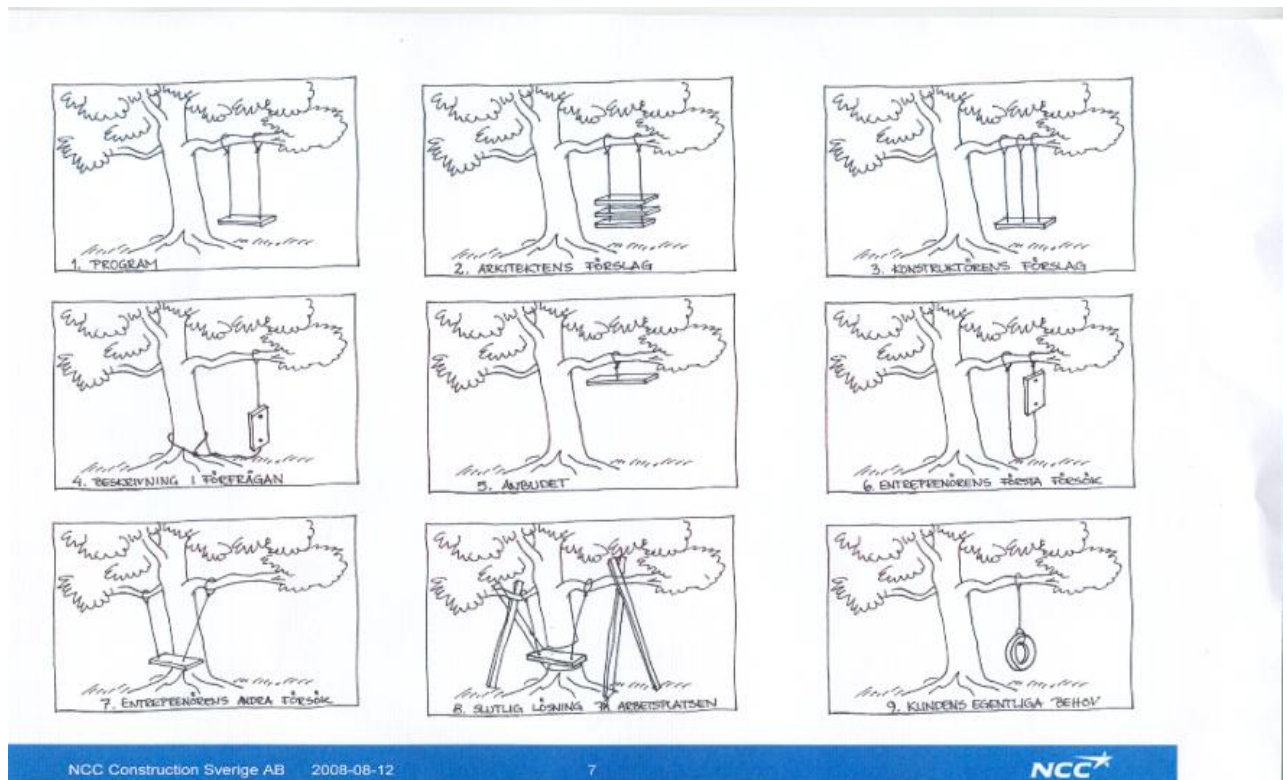 1. PROGRAM
2. ARKITEKTENS FÖRSLAG
3. KONSTRUKTÖRENS FÖRSLAG
4. BESKRIVNING I FÖRFRÅGAN
5. ANBUDET
6. ENTREPRENÖRENS FÖRSTA FÖRSÖK
7. ENTREPRENÖRENS ANDRA FÖRSÖK
8. SLUTLIG LÖSNING PÅ ARBETSPLATSEN
9. KUNDENS EGENTLIGA BEHOV
NCC Construction Sverige AB 2008-08-12 7 NCC